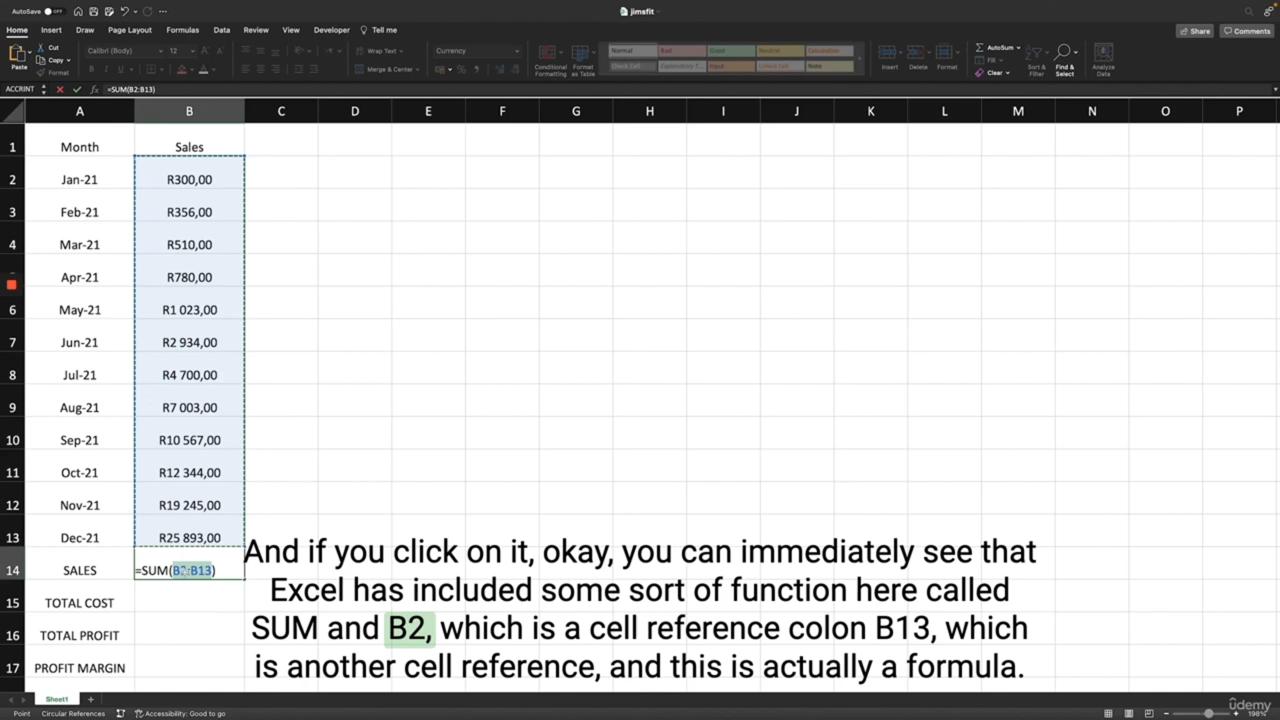 AutoSave OFF
jimsfit
Home Insert Draw Page Layout Formulas Data Review View Developer Tell me
Share Comments
Paste
Cut
Copy
Format
Calibri (Body) 12
B I U
Wrap Text
Merge & Center
Currency
Conditional Formatting
Format as Table
Normal Bad Good Neutral Calculation
Check Cell Explanatory T... Input Linked Cell Note
Insert
Delete
Format
AutoSum
Fill
Clear
Sort & Filter
Find & Select
Analyze Data
ACCRINT fx =SUM(B2:B13)
A B C D E F G H I J K L M N O P
1 Month Sales
2 Jan-21 R300,00
3 Feb-21 R356,00
4 Mar-21 R510,00
Apr-21 R780,00
6 May-21 R1 023,00
7 Jun-21 R2 934,00
8 Jul-21 R4 700,00
9 Aug-21 R7 003,00
10 Sep-21 R10 567,00
11 Oct-21 R12 344,00
12 Nov-21 R19 245,00
13 Dec-21 R25 893,00
14 SALES =SUM(B2:B13)
15 TOTAL COST
16 TOTAL PROFIT
17 PROFIT MARGIN
And if you click on it, okay, you can immediately see that
Excel has included some sort of function here called
SUM and B2, which is a cell reference colon B13, which
is another cell reference, and this is actually a formula.
Sheet1 +
Point Circular References Accessibility: Good to go
198%
udemy